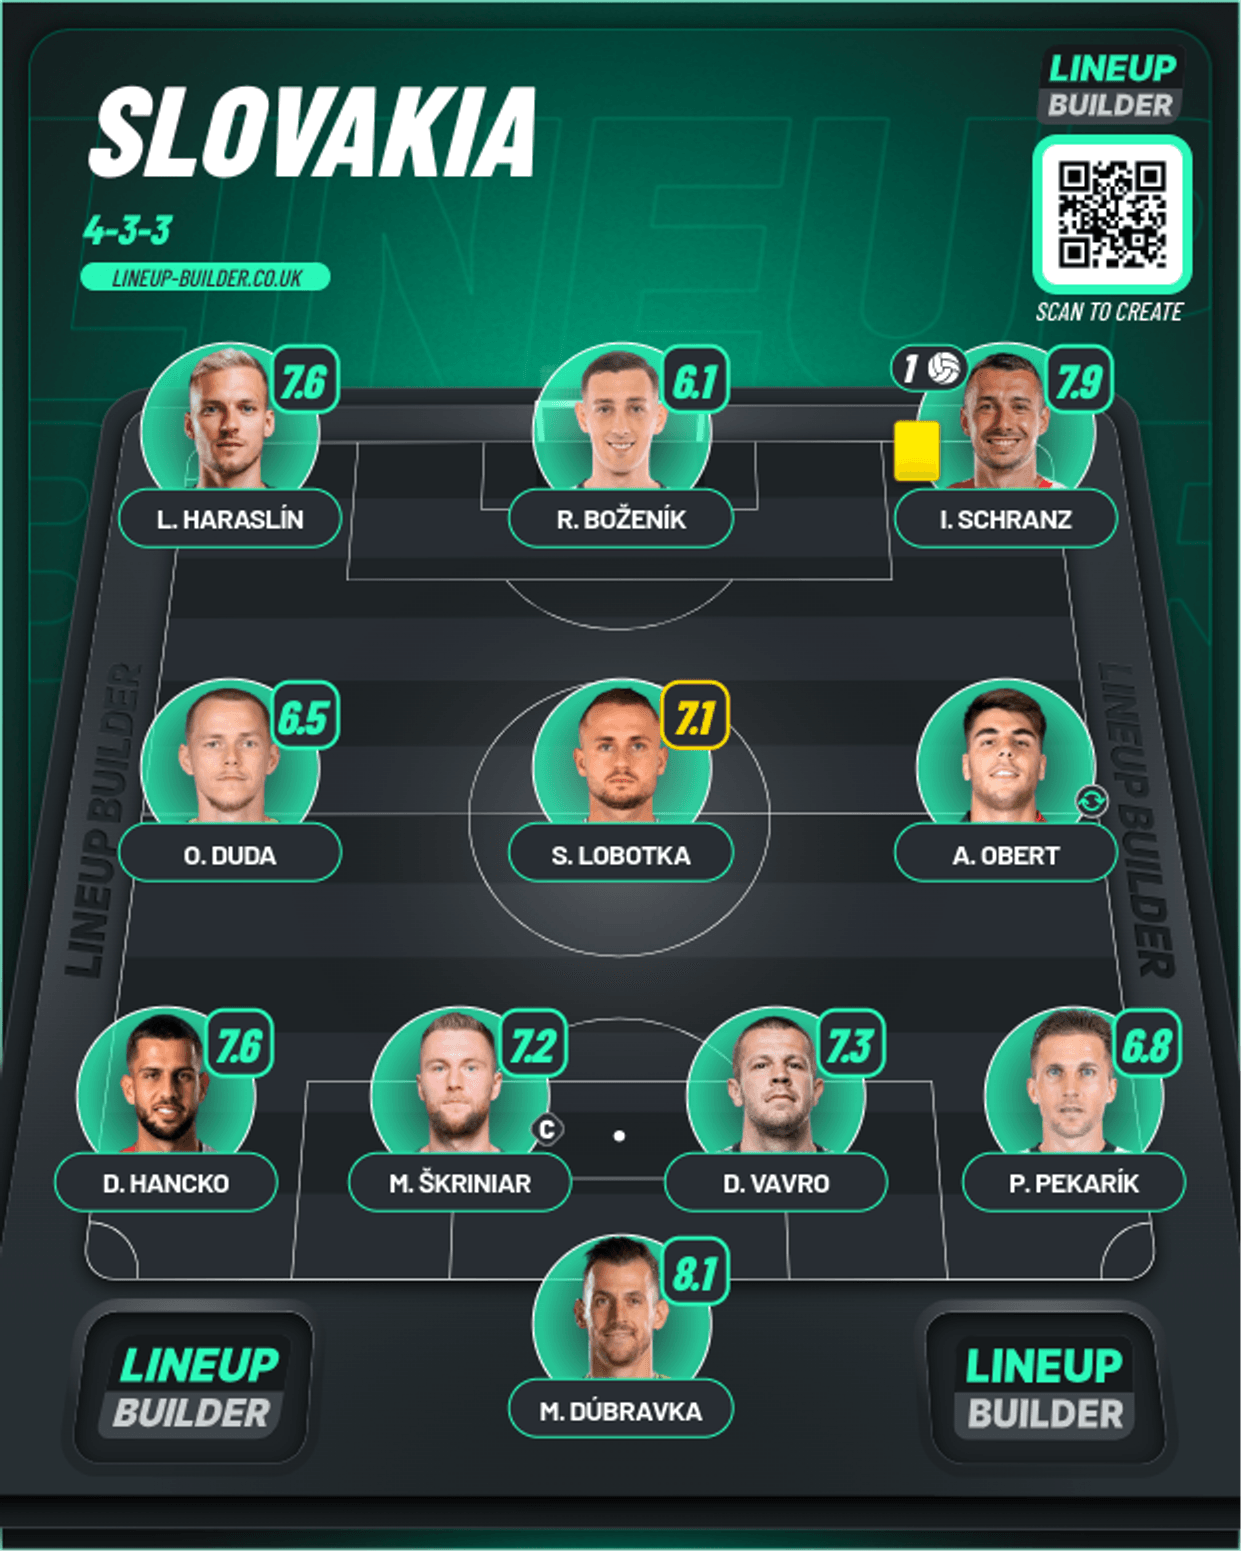 SLOVAKIA
4-3-3
LINEUP-BUILDER.CO.UK
LINEUP
BUILDER
SCAN TO CREATE
7.6
L. HARASLÍN
6.1
R. BOŽENÍK
1
7.9
I. SCHRANZ
6.5
O. DUDA
7.1
S. LOBOTKA
A. OBERT
LINEUP BUILDER
LINEUP BUILDER
7.6
D. HANCKO
7.2
C
M. ŠKRINIAR
7.3
D. VAVRO
6.8
P. PEKARÍK
8.1
M. DÚBRAVKA
LINEUP
BUILDER
LINEUP
BUILDER